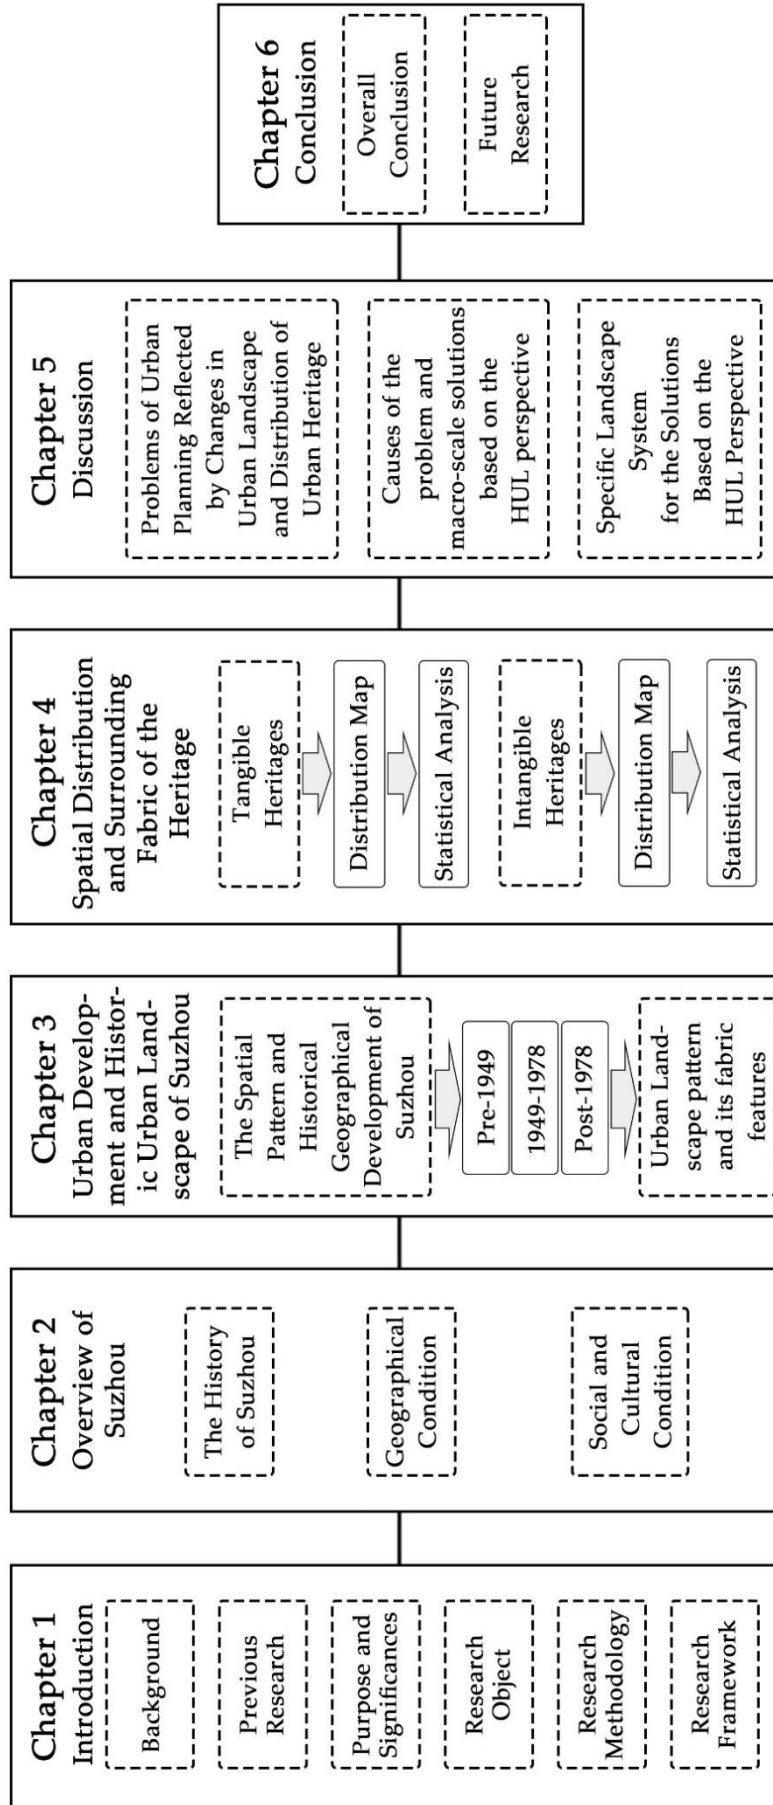 Chapter 1
Introduction
Background
Previous
Research
Purpose and
Significances
Research
Object
Research
Methodology
Research
Framework
Chapter 2
Overview of
Suzhou
The History
of Suzhou
Geographical
Condition
Social and
Cultural
Condition
Chapter 3
Urban Develop-
ment and Histor-
ic Urban Land-
scape of Suzhou
The Spatial
Pattern and
Historical
Geographical
Development of
Suzhou
Pre-1949
1949-1978
Post-1978
Urban Land-
scape pattern
and its fabric
features
Chapter 4
Spatial Distribution
and Surrounding
Fabric of the
Heritage
Tangible
Heritages
Distribution Map
Statistical Analysis
Intangible
Heritages
Distribution Map
Statistical Analysis
Chapter 5
Discussion
Problems of Urban
Planning Reflected
by Changes in
Urban Landscape
and Distribution of
Urban Heritage
Causes of the
problem and
macro-scale solutions
based on the
HUL perspective
Specific Landscape
System
for the Solutions
Based on the
HUL Perspective
Chapter 6
Conclusion
Overall
Conclusion
Future
Research